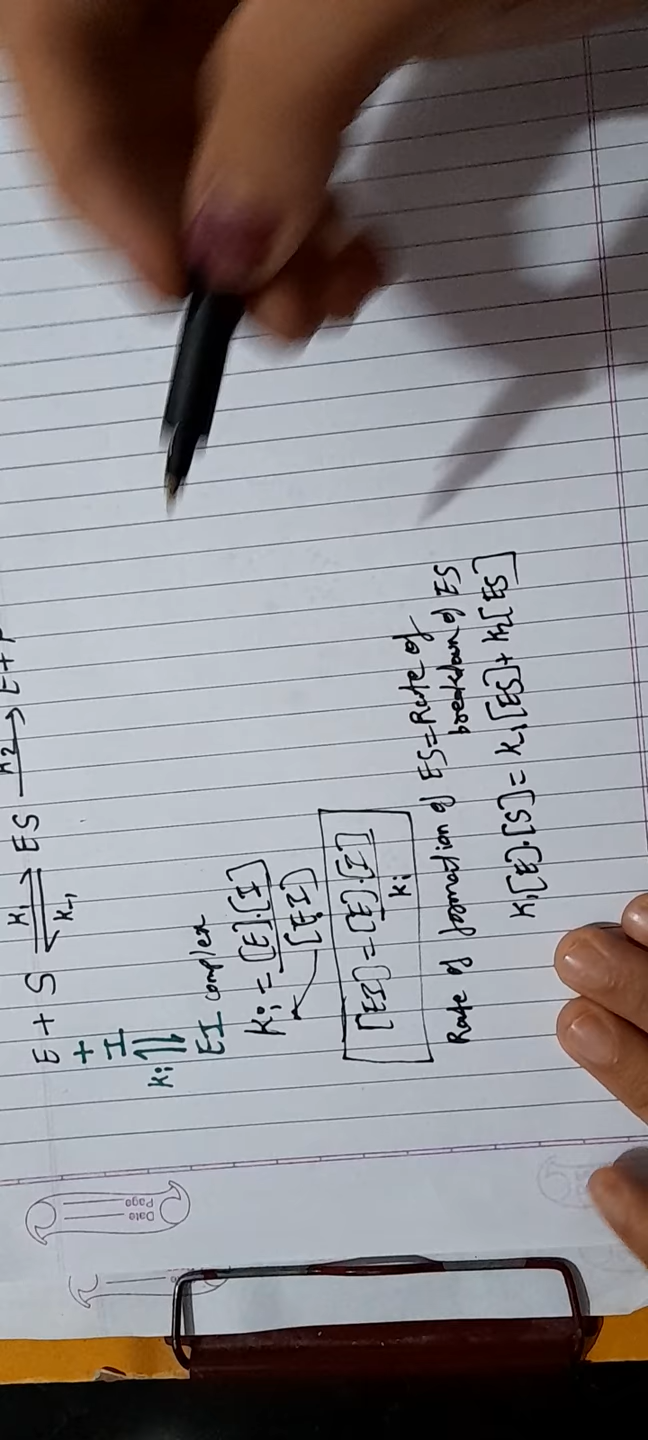 E + S ⇌ ES → E + P
K₁
K₋₁
K₂
+
I
Ki ⇌
EI complex
Ki = [E].[I]
[EI]
[EI] = [E].[I]
Ki
Rate of formation of ES = Rate of
breakdown of ES
K₁[E].[S] = K₋₁[ES] + K₂[ES]
Date
Page